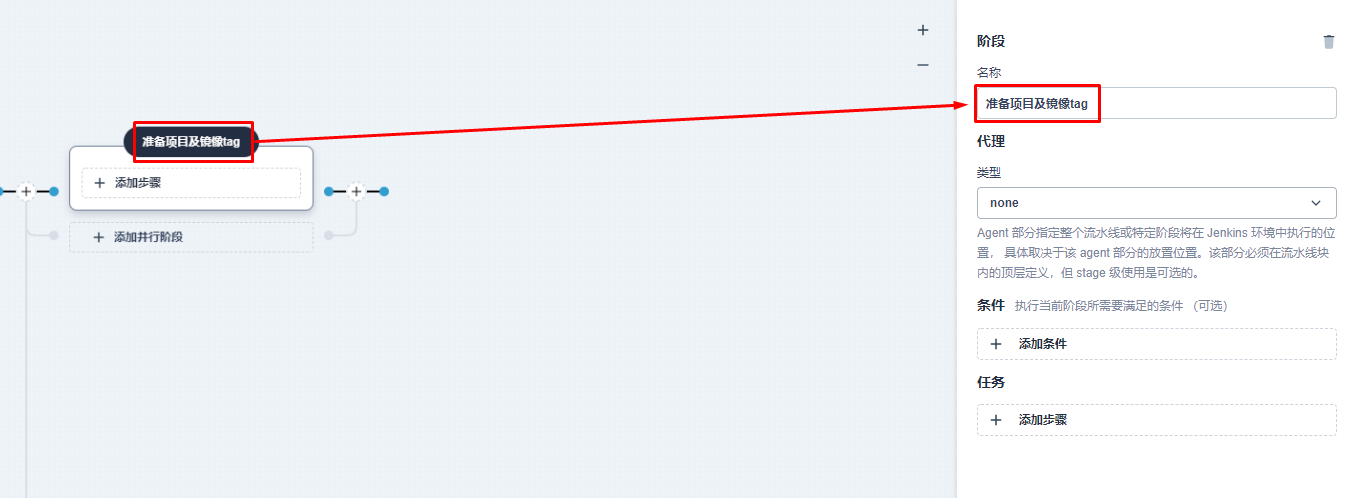 准备项目及镜像tag
添加步骤
添加并行阶段
阶段
名称
准备项目及镜像tag
代理
类型
none
Agent 部分指定整个流水线或特定阶段将在 Jenkins 环境中执行的位
置， 具体取决于该 agent 部分的放置位置。该部分必须在流水线块
内的顶层定义，但 stage 级使用是可选的。
条件 执行当前阶段所需要满足的条件 （可选）
添加条件
任务
添加步骤